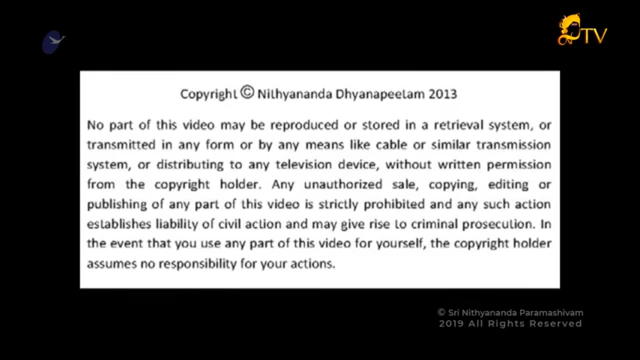 TV
Copyright © Nithyananda Dhyanapeetam 2013
No part of this video may be reproduced or stored in a retrieval system, or
transmitted in any form or by any means like cable or similar transmission
system, or distributing to any television device, without written permission
from the copyright holder. Any unauthorized sale, copying, editing or
publishing of any part of this video is strictly prohibited and any such action
establishes liability of civil action and may give rise to criminal prosecution. In
the event that you use any part of this video for yourself, the copyright holder
assumes no responsibility for your actions.
© Sri Nithyananda Paramashivam
2019 All Rights Reserved